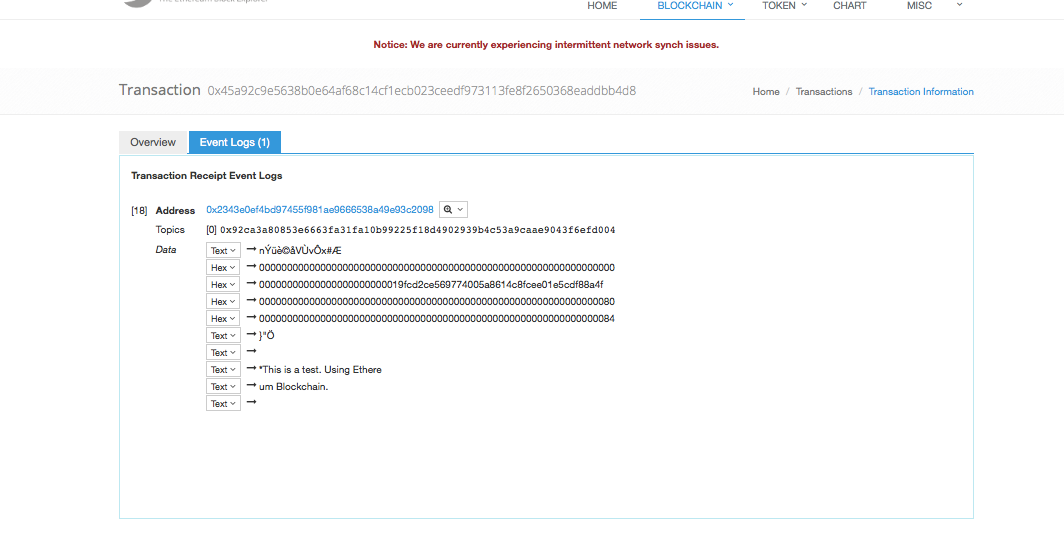 HOME BLOCKCHAIN TOKEN CHART MISC
Notice: We are currently experiencing intermittent network synch issues.
Transaction 0x45a92c9e5638b0e64af68c14cf1ecb023ceedf973113fe8f2650368eaddbb4d8
Home / Transactions / Transaction Information
Overview Event Logs (1)
Transaction Receipt Event Logs
[18] Address 0x2343e0ef4bd97455f981ae9666538a49e93c2098
Topics [0] 0x92ca3a80853e6663fa31fa10b99225f18d4902939b4c53a9caae9043f6efd004
Data Text → nÝüè©åVÙvÔx#Æ
Hex → 0000000000000000000000000000000000000000000000000000000000000000
Hex → 00000000000000000000000019fcd2ce569774005a8614c8fcee01e5cdf88a4f
Hex → 0000000000000000000000000000000000000000000000000000000000000080
Hex → 0000000000000000000000000000000000000000000000000000000000000084
Text → }"Ö
Text →
Text → *This is a test. Using Ethere
Text → um Blockchain.
Text →